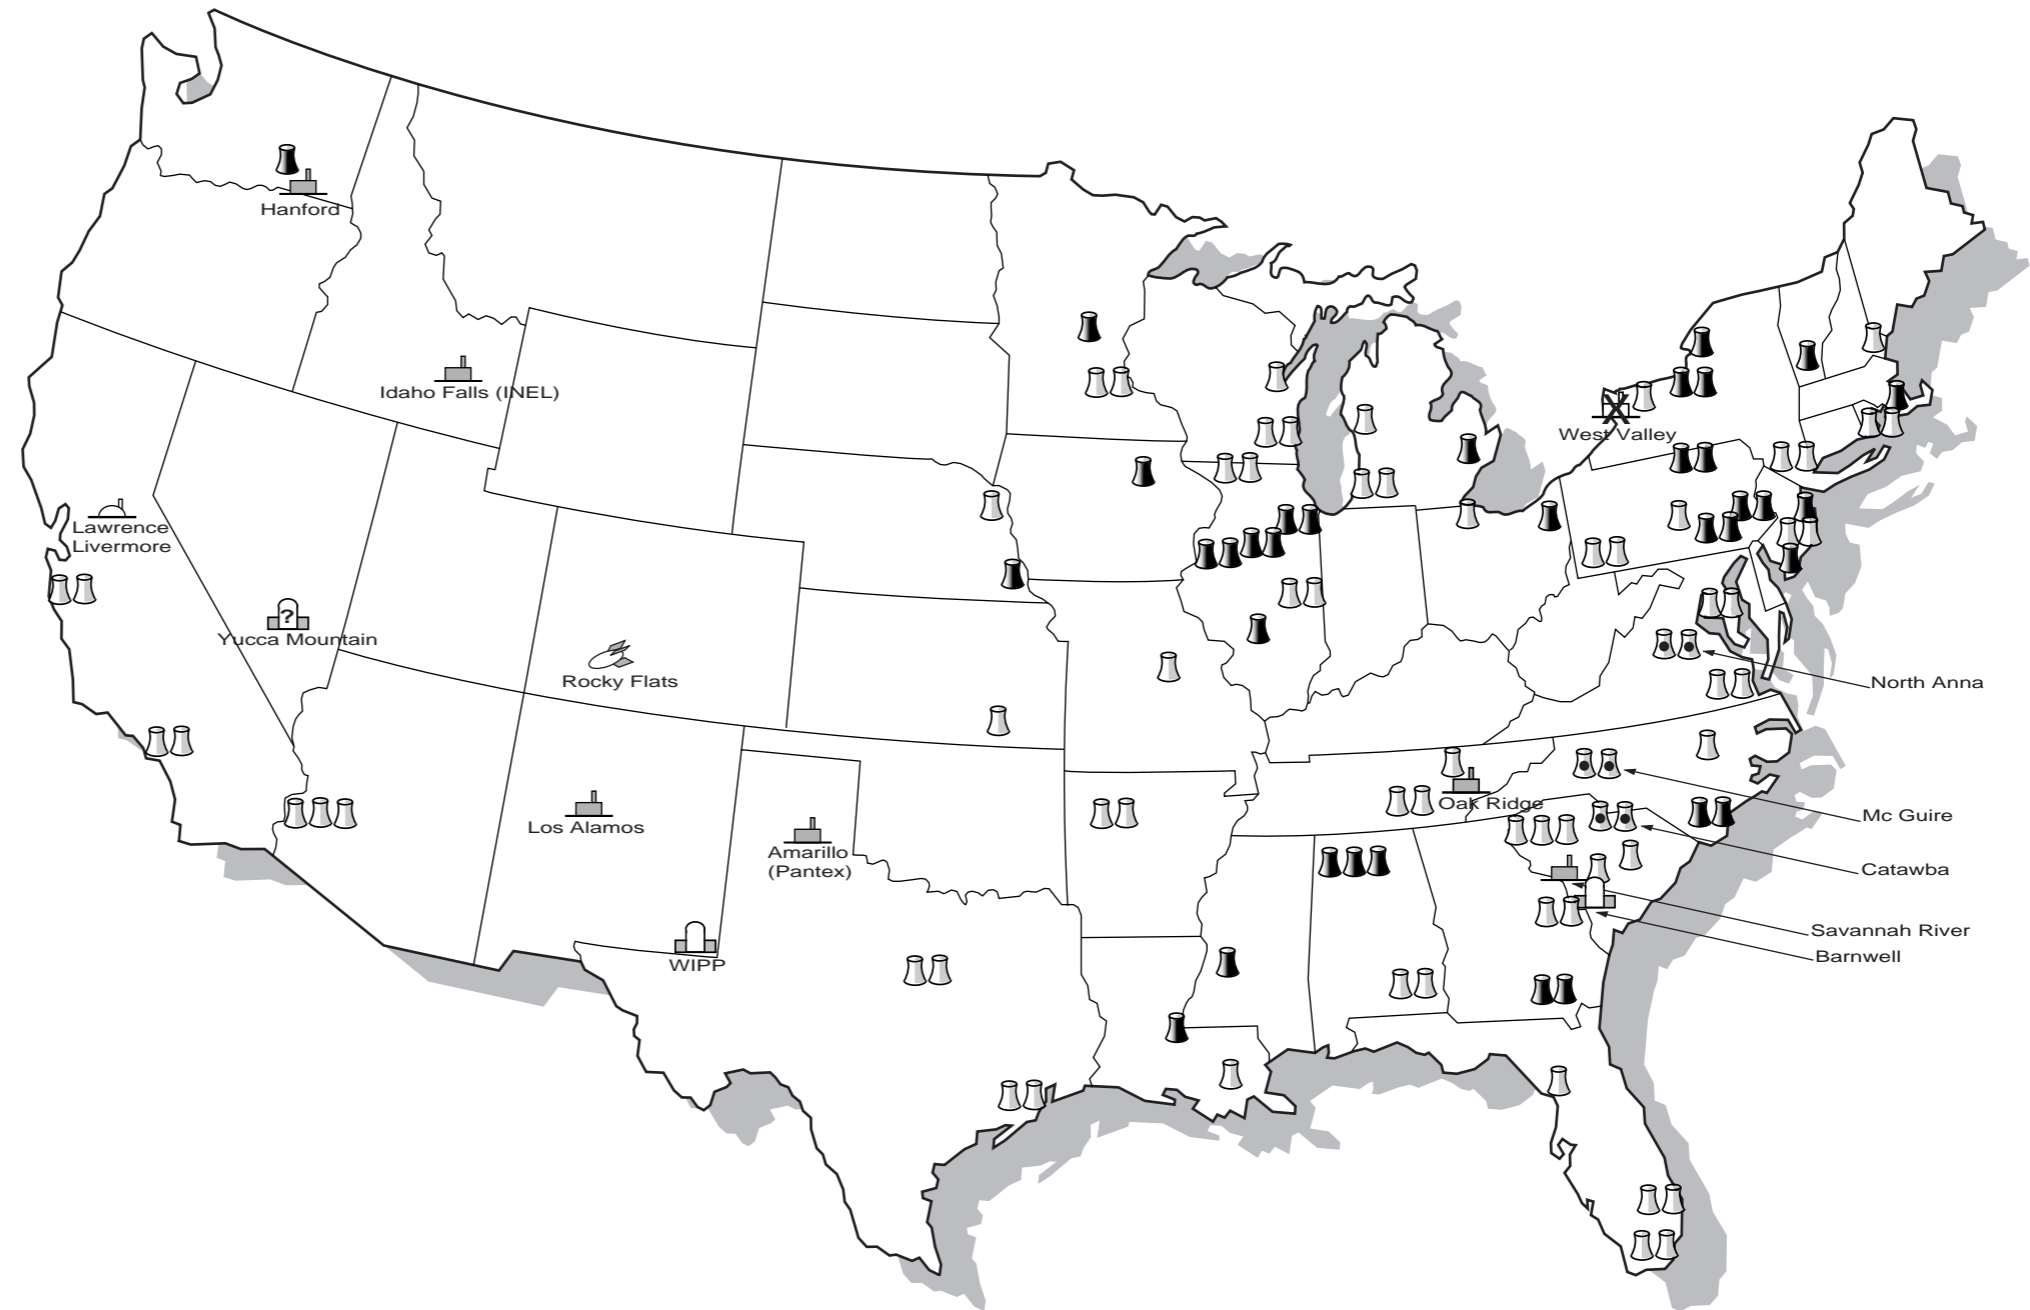 Hanford
Idaho Falls (INEL)
West Valley
Lawrence
Livermore
?
Yucca Mountain
Rocky Flats
North Anna
Oak Ridge
Mc Guire
Los Alamos
Amarillo
(Pantex)
Catawba
Savannah River
Barnwell
WIPP